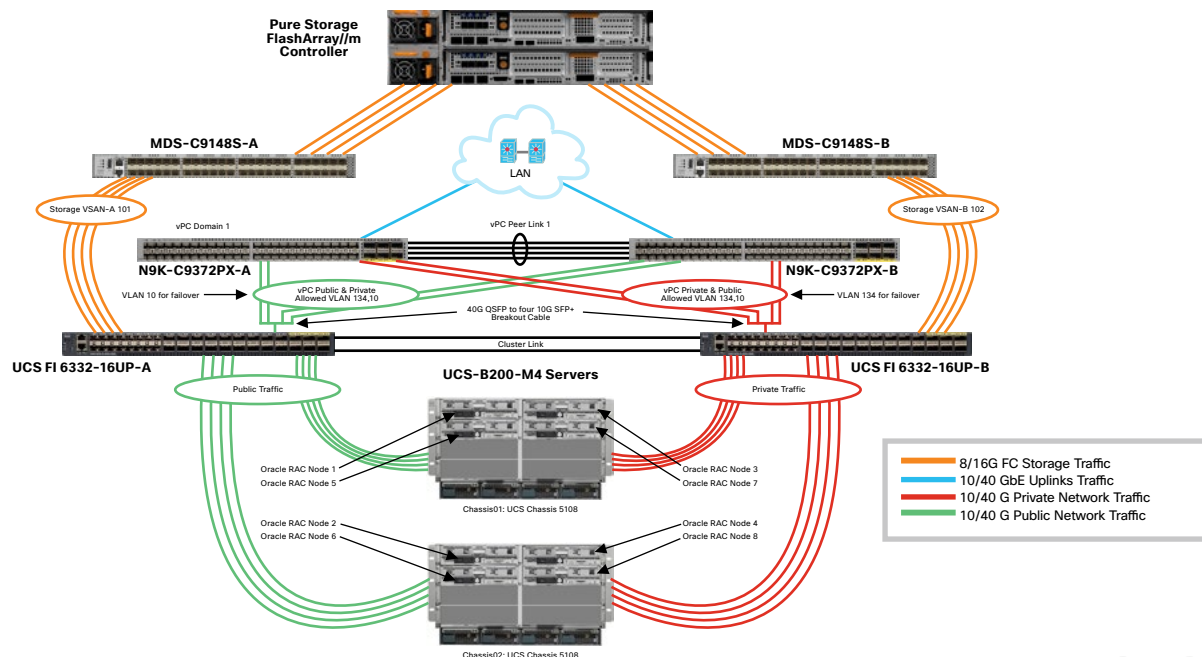 Pure Storage
FlashArray//m
Controller
MDS-C9148S-A
MDS-C9148S-B
LAN
Storage VSAN-A 101
Storage VSAN-B 102
vPC Domain 1
vPC Peer Link 1
N9K-C9372PX-A
N9K-C9372PX-B
VLAN 10 for failover
vPC Public & Private
Allowed VLAN 134,10
vPC Private & Public
Allowed VLAN 134,10
VLAN 134 for failover
40G QSFP to four 10G SFP+
Breakout Cable
Cluster Link
UCS FI 6332-16UP-A
UCS FI 6332-16UP-B
UCS-B200-M4 Servers
Public Traffic
Private Traffic
Oracle RAC Node 1
Oracle RAC Node 5
Oracle RAC Node 3
Oracle RAC Node 7
Chassis01: UCS Chassis 5108
8/16G FC Storage Traffic
10/40 GbE Uplinks Traffic
10/40 G Private Network Traffic
10/40 G Public Network Traffic
Oracle RAC Node 2
Oracle RAC Node 6
Oracle RAC Node 4
Oracle RAC Node 8
Chassis02: UCS Chassis 5108